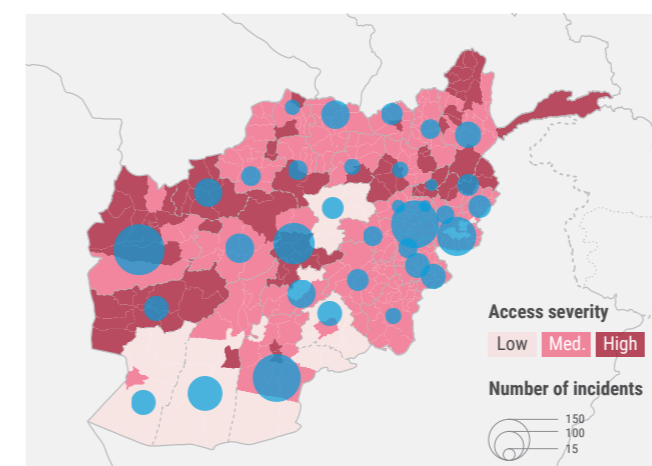 Access severity
Low Med. High
Number of incidents
150
100
15